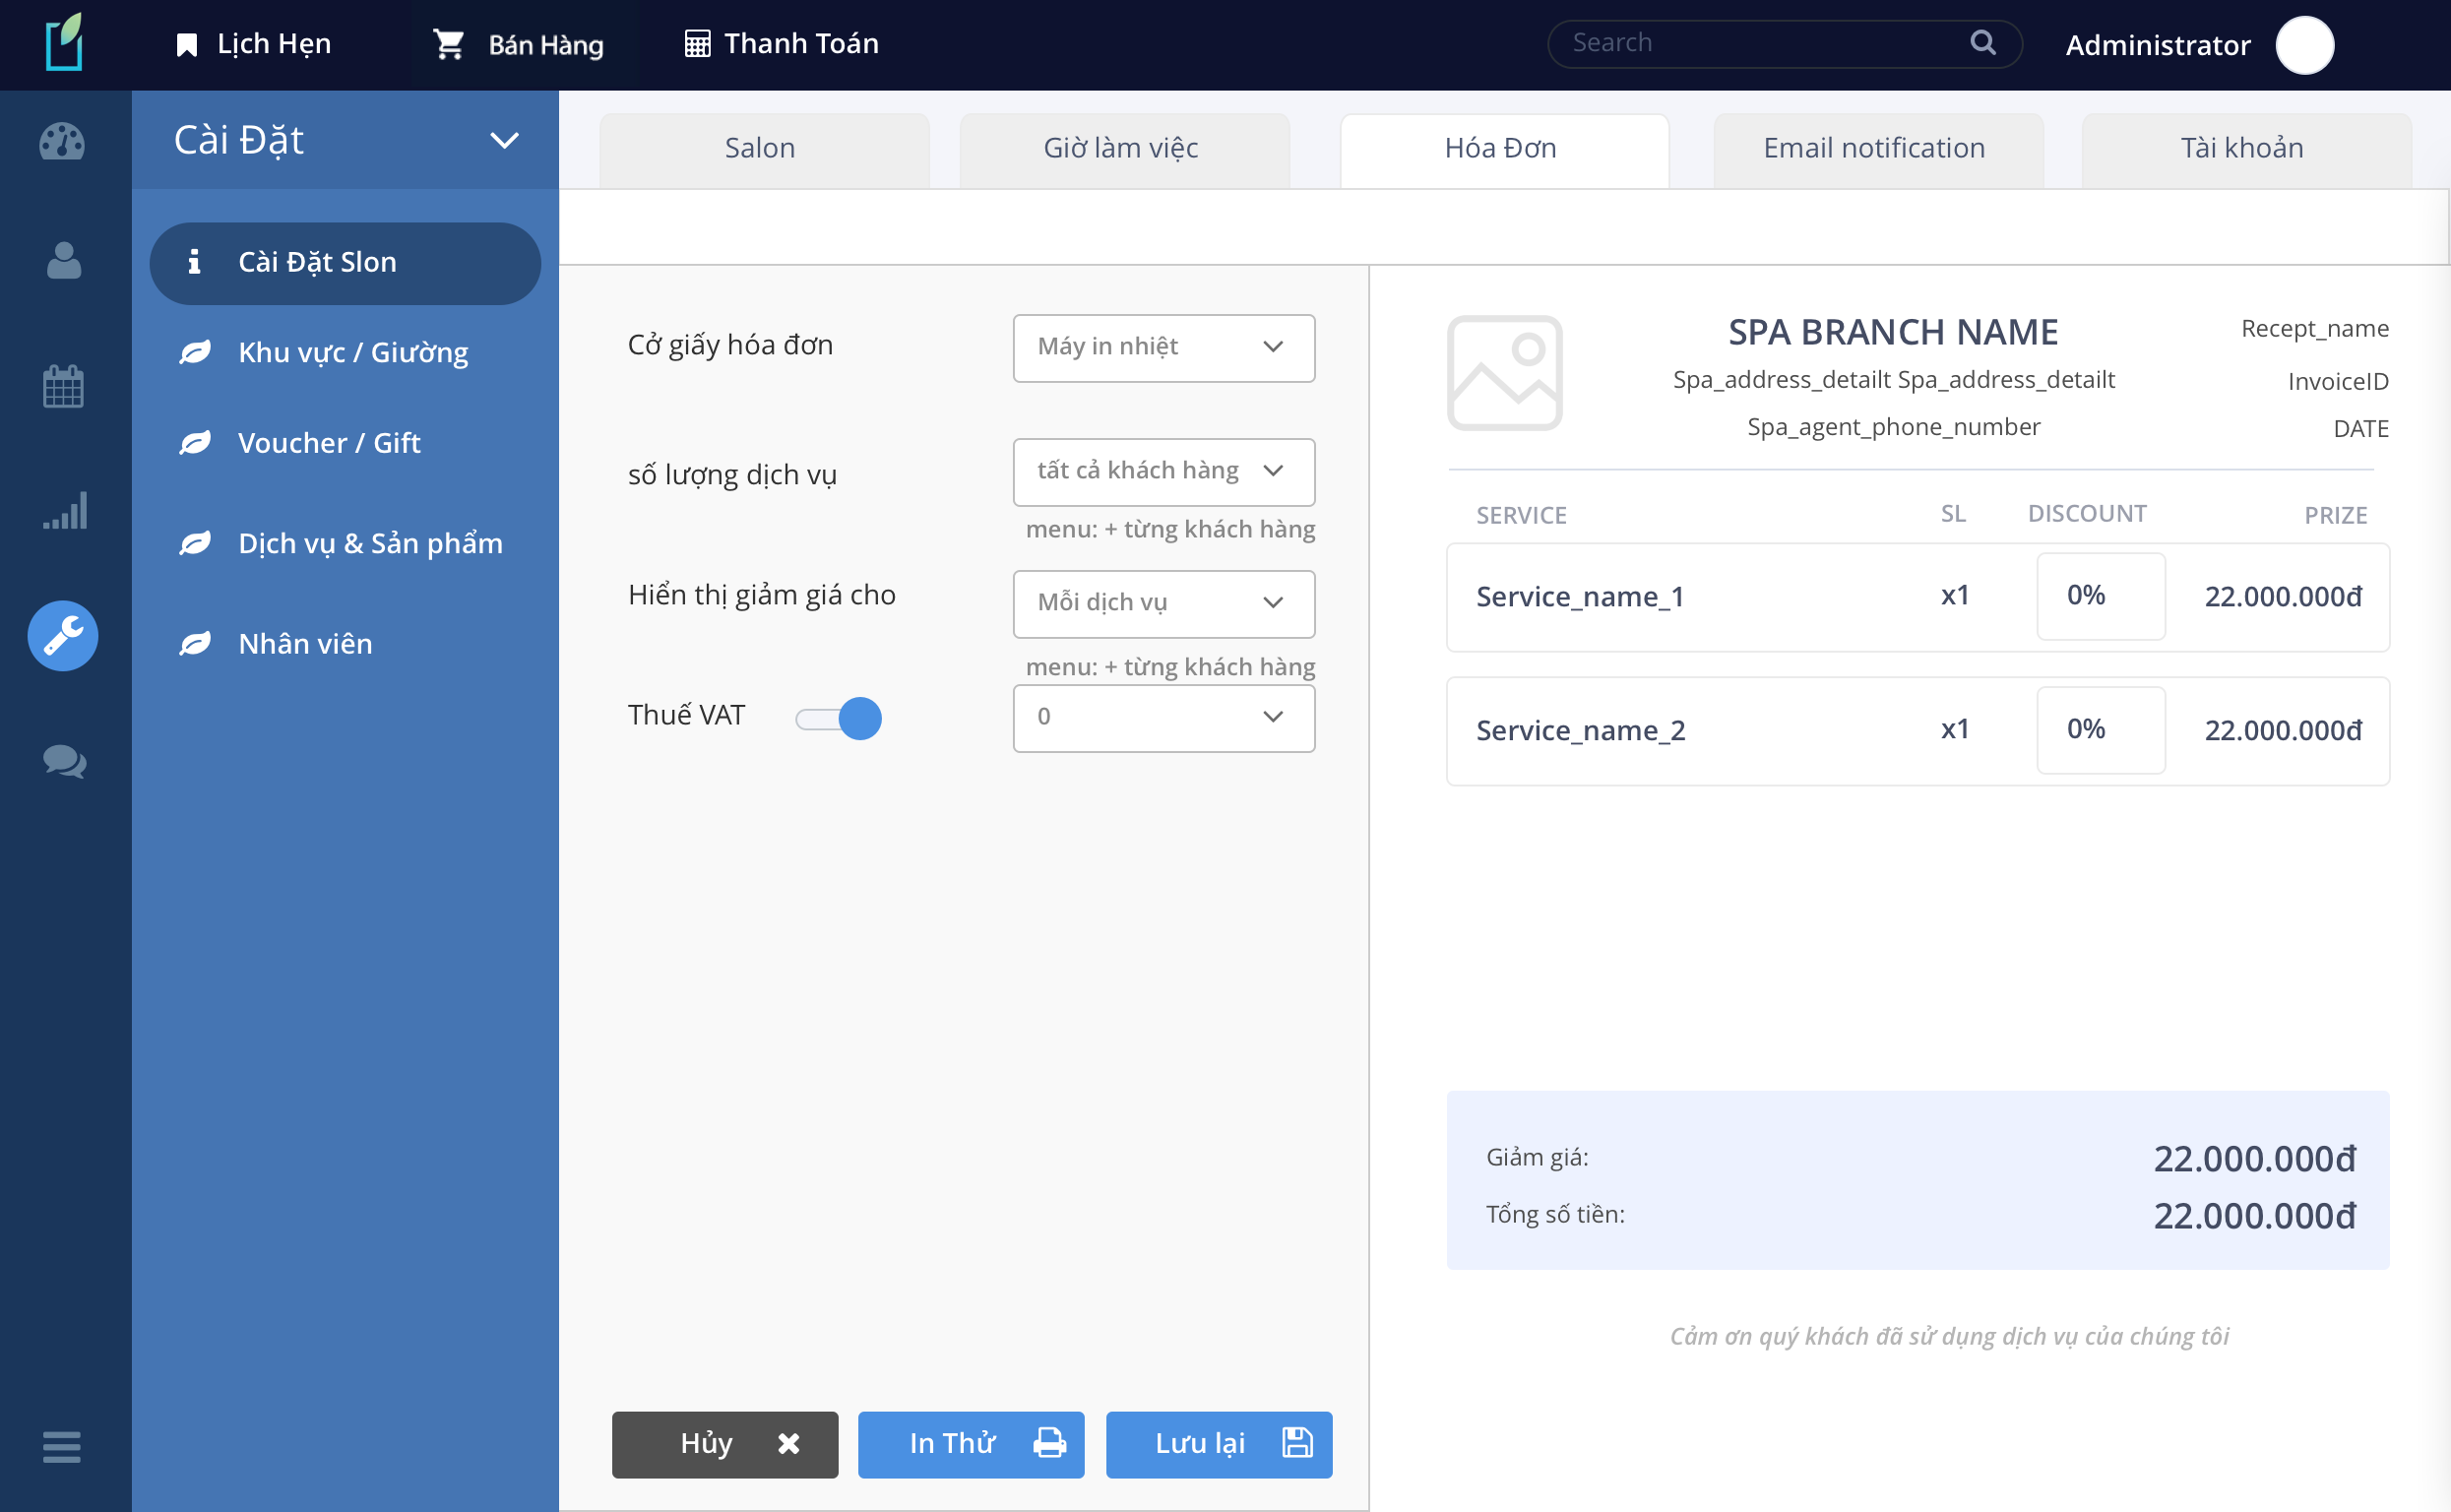 Lịch Hẹn
Bán Hàng
Thanh Toán
Search
Administrator
Cài Đặt
Cài Đặt Slon
Khu vực / Giường
Voucher / Gift
Dịch vụ & Sản phẩm
Nhân viên
Salon
Giờ làm việc
Hóa Đơn
Email notification
Tài khoản
Cở giấy hóa đơn
Máy in nhiệt
số lượng dịch vụ
tất cả khách hàng
menu: + từng khách hàng
Hiển thị giảm giá cho
Mỗi dịch vụ
menu: + từng khách hàng
Thuế VAT
0
Hủy
In Thử
Lưu lại
SPA BRANCH NAME
Spa_address_detailt Spa_address_detailt
Spa_agent_phone_number
Recept_name
InvoiceID
DATE
SERVICE SL DISCOUNT PRIZE
Service_name_1 x1 0% 22.000.000đ
Service_name_2 x1 0% 22.000.000đ
Giảm giá: 22.000.000đ
Tổng số tiền: 22.000.000đ
Cảm ơn quý khách đã sử dụng dịch vụ của chúng tôi